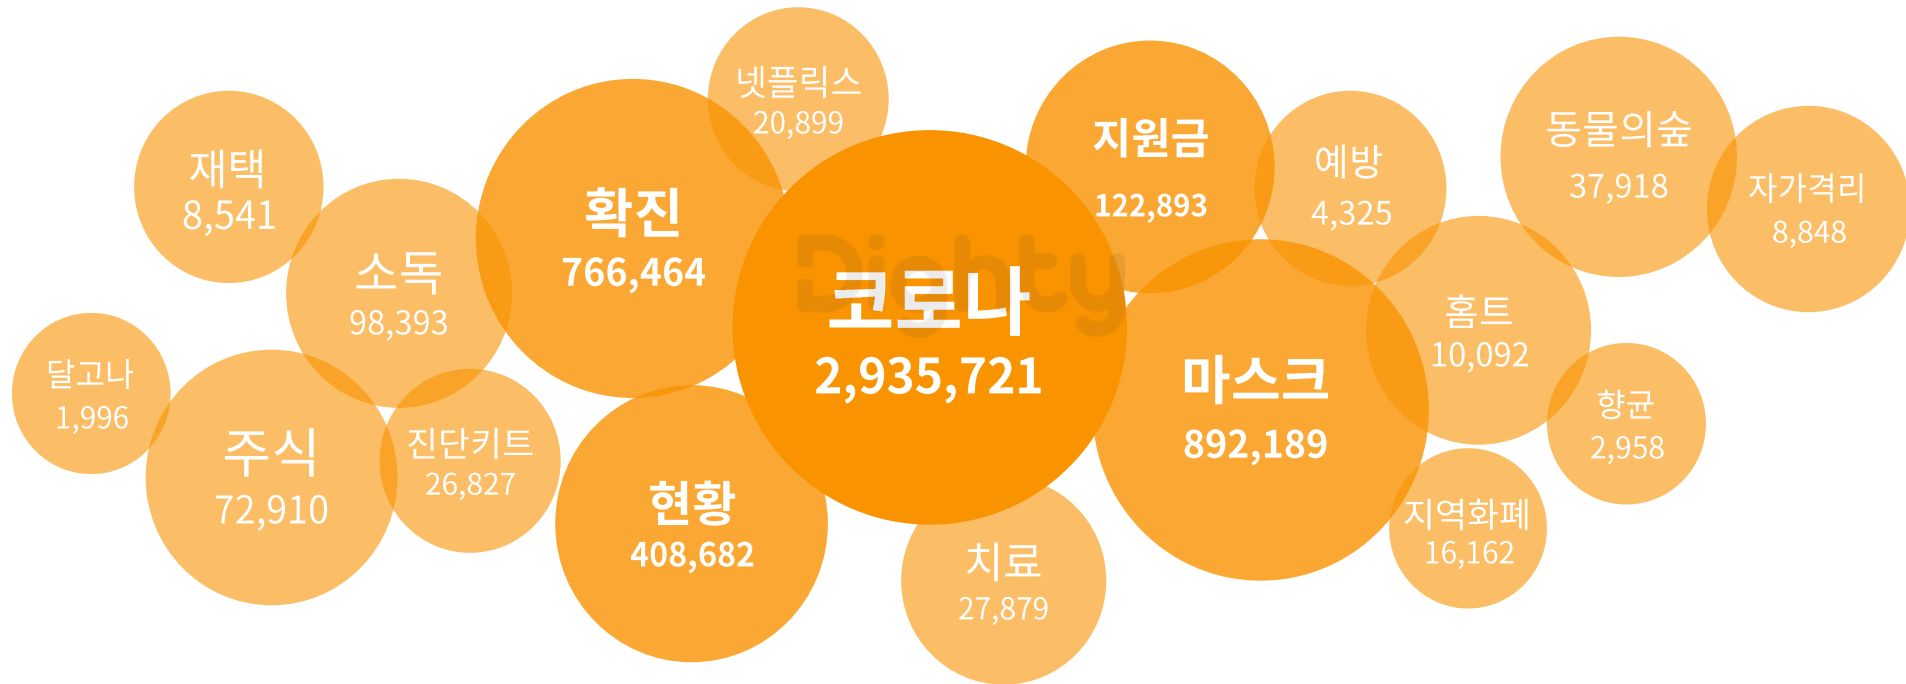 넷플릭스
20,899
재택
8,541
확진
766,464
지원금
122,893
예방
4,325
동물의숲
37,918
자가격리
8,848
소독
98,393
Dighty
코로나
2,935,721
홈트
10,092
달고나
1,996
주식
72,910
진단키트
26,827
마스크
892,189
향균
2,958
현황
408,682
치료
27,879
지역화폐
16,162